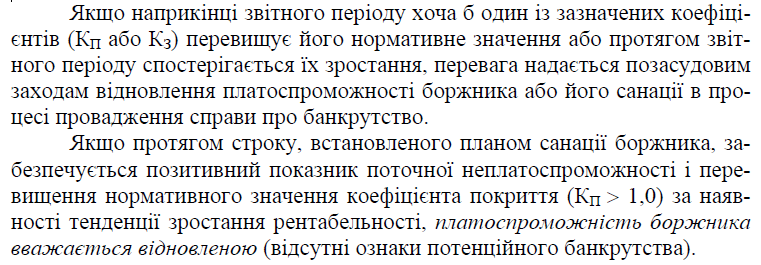 Якщо наприкінці звітного періоду хоча б один із зазначених коефіці-
єнтів (КП або КЗ) перевищує його нормативне значення або протягом звіт-
ного періоду спостерігається їх зростання, перевага надається позасудовим
заходам відновлення платоспроможності боржника або його санації в про-
цесі провадження справи про банкрутство.
Якщо протягом строку, встановленого планом санації боржника, за-
безпечується позитивний показник поточної неплатоспроможності і пере-
вищення нормативного значення коефіцієнта покриття (КП > 1,0) за наяв-
ності тенденції зростання рентабельності, платоспроможність боржника
вважається відновленою (відсутні ознаки потенційного банкрутства).